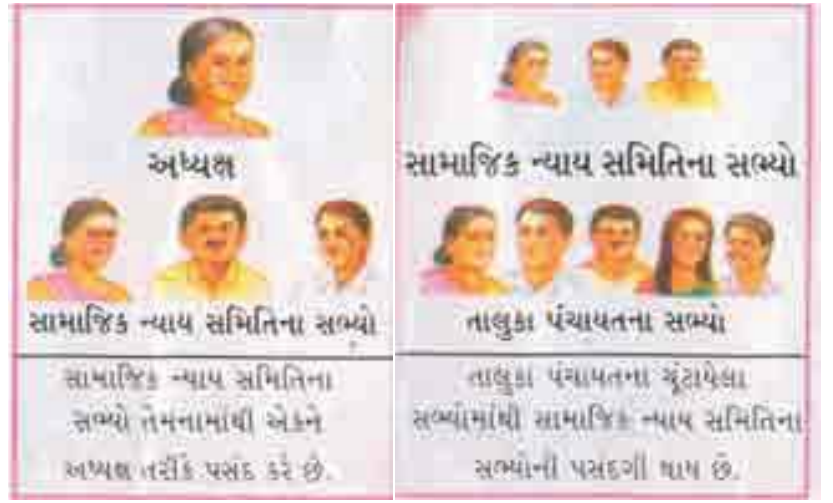 અધ્યક્ષ
સામાજિક ન્યાય સમિતિના સભ્યો
સામાજિક ન્યાય સમિતિના
સભ્યો તેમનામાંથી એકને
અધ્યક્ષ તરીકે પસંદ કરે છે.
સામાજિક ન્યાય સમિતિના સભ્યો
તાલુકા પંચાયતના સભ્યો
તાલુકા પંચાયતના ચૂંટાયેલા
સભ્યોમાંથી સામાજિક ન્યાય સમિતિના
સભ્યોની પસંદગી થાય છે.